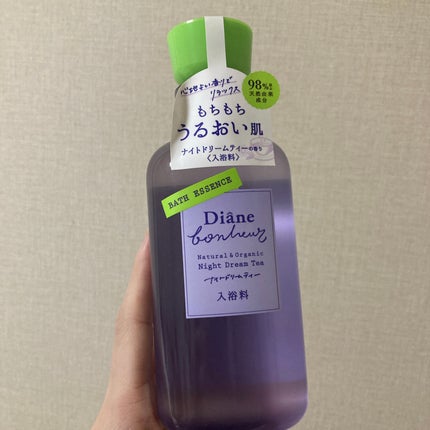 心地よい香りで
リラックス
98%※
天然由来
成分
もちもち
うるおい肌
ナイトドリームティーの香り
〈入浴料〉
BATH ESSENCE
Diâne
bonheur
Natural & Organic
Night Dream Tea
ナイトドリームティー
入浴料